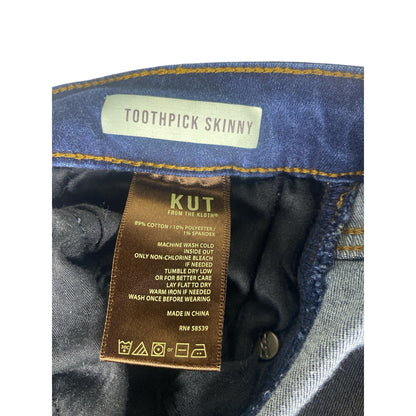 TOOTHPICK SKINNY
KUT
FROM THE KLOTH®
89% COTTON / 10% POLYESTER /
1% SPANDEX
MACHINE WASH COLD
INSIDE OUT
ONLY NON-CHLORINE BLEACH
IF NEEDED
TUMBLE DRY LOW
OR FOR BETTER CARE
LAY FLAT TO DRY
WARM IRON IF NEEDED
WASH ONCE BEFORE WEARING
MADE IN CHINA
RN# 58539
or